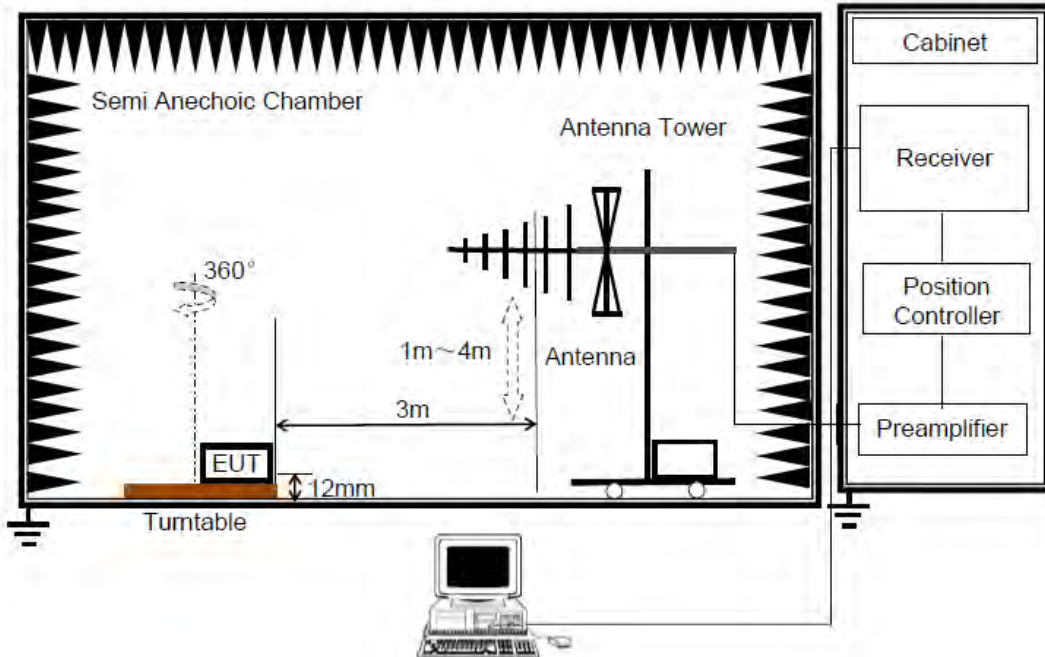 Semi Anechoic Chamber
Antenna Tower
360°
1m～4m
Antenna
3m
EUT
12mm
Turntable
Cabinet
Receiver
Position
Controller
Preamplifier